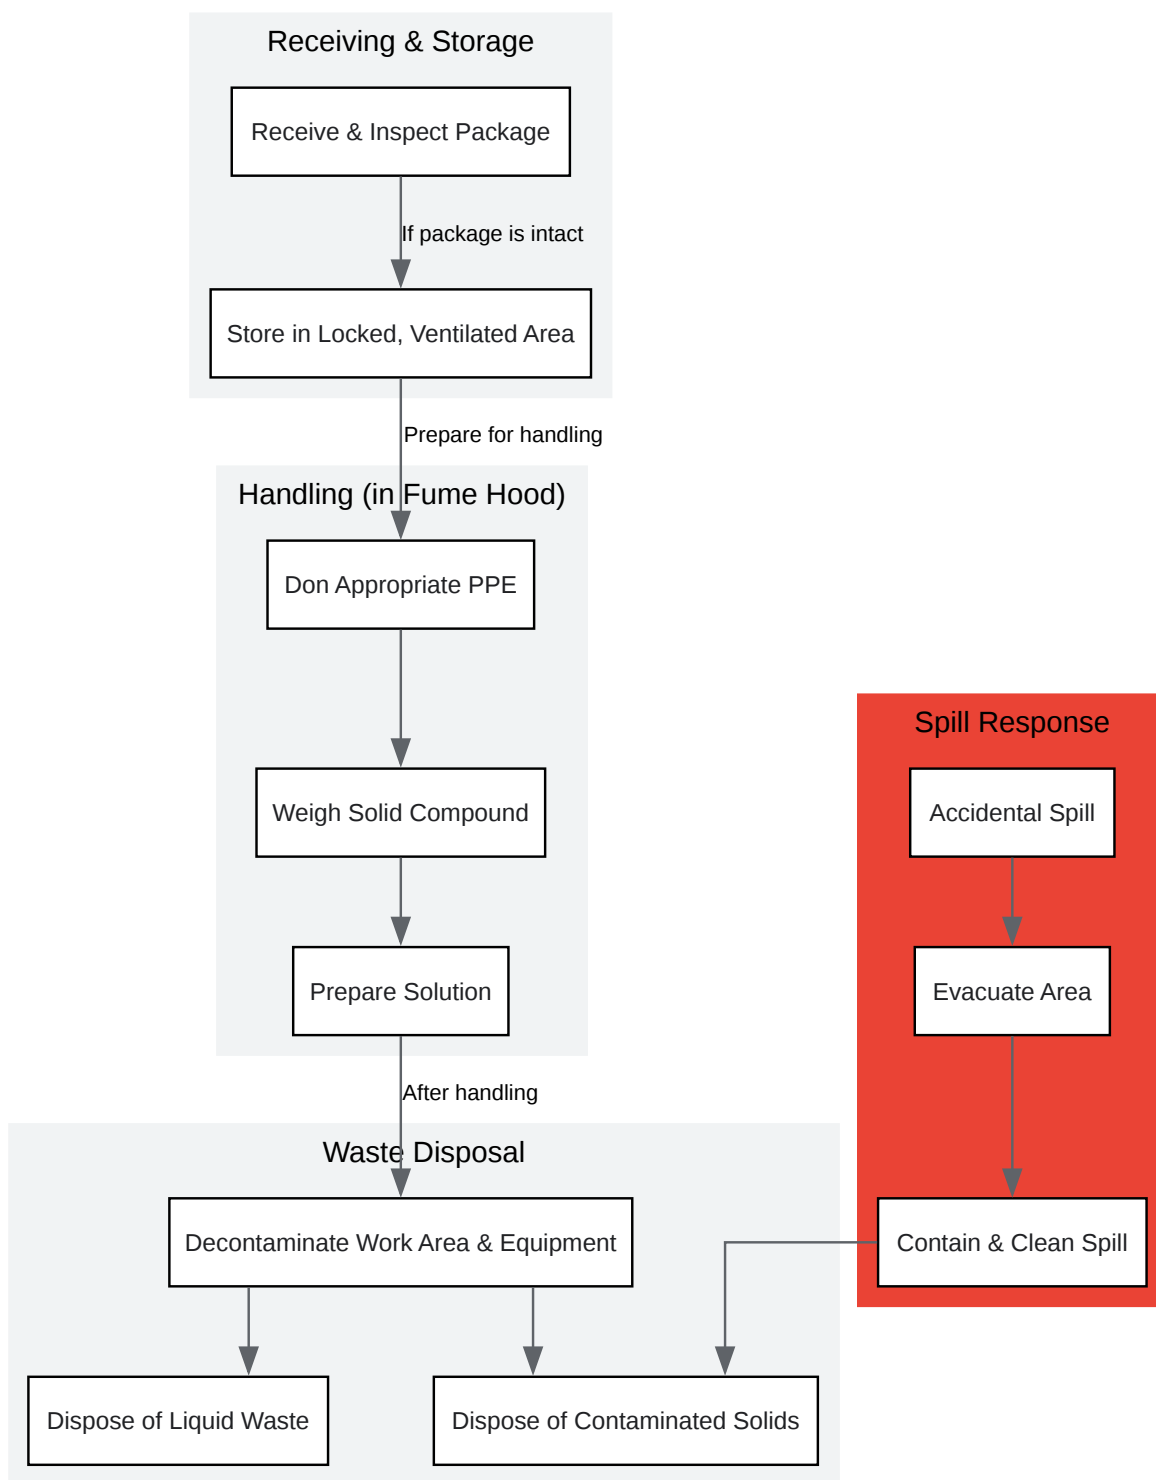 Receiving & Storage
Receive & Inspect Package
If package is intact
Store in Locked, Ventilated Area
Prepare for handling
Handling (in Fume Hood)
Don Appropriate PPE
Weigh Solid Compound
Prepare Solution
After handling
Spill Response
Accidental Spill
Evacuate Area
Contain & Clean Spill
Waste Disposal
Decontaminate Work Area & Equipment
Dispose of Liquid Waste
Dispose of Contaminated Solids